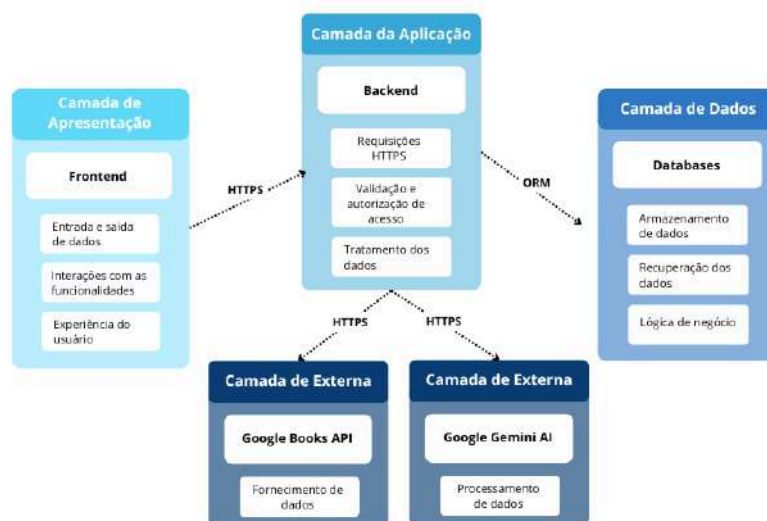 Camada da Aplicação
Backend
Requisições
HTTPS
Validação e
autorização de
acesso
Tratamento dos
dados
Camada de
Apresentação
Frontend
Entrada e saída
de dados
Interações com as
funcionalidades
Experiência do
usuário
HTTPS
ORM
Camada de Dados
Databases
Armazenamento
de dados
Recuperação dos
dados
Lógica de negócio
HTTPS
HTTPS
Camada de Externa
Google Books API
Fornecimento de
dados
Camada de Externa
Google Gemini AI
Processamento
de dados